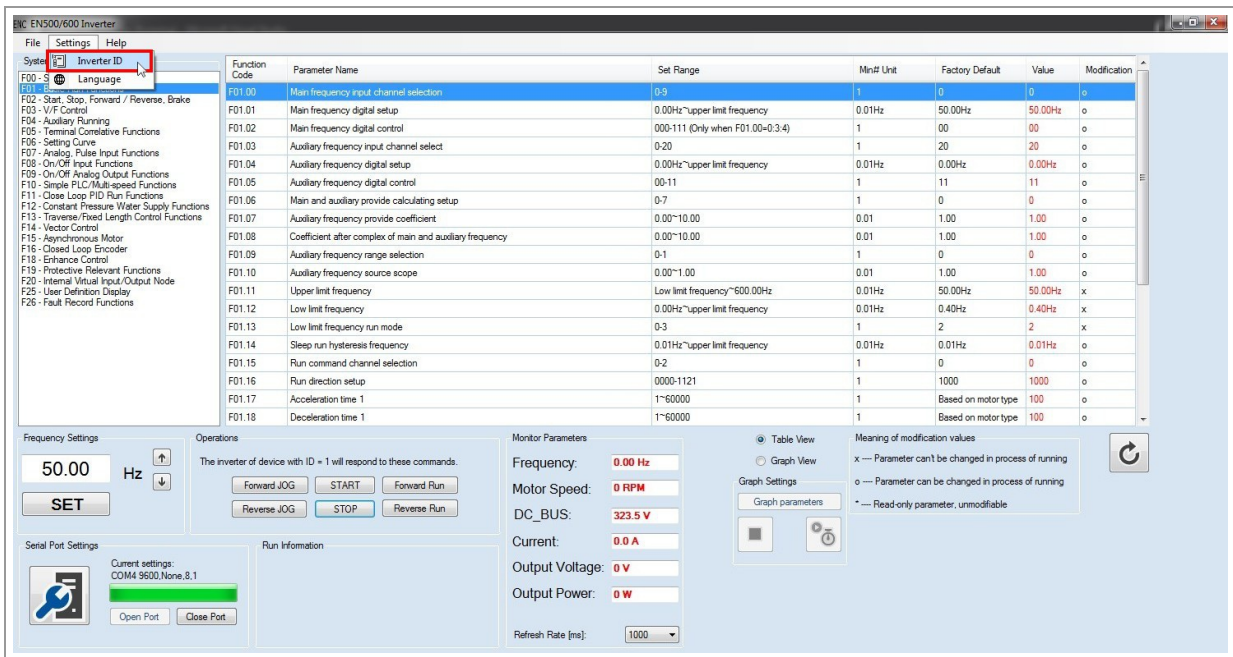 ENC EN500/600 Inverter
File Settings Help
Inverter ID
Language
F02 - Start, Stop, Forward / Reverse, Brake
F03 - V/F Control
F04 - Auxiliary Running
F05 - Terminal Correlative Functions
F06 - Setting Curve
F07 - Analog, Pulse Input Functions
F08 - On/Off Input Functions
F09 - On/Off Analog Output Functions
F10 - Simple PLC/Multi-speed Functions
F11 - Close Loop PID Run Functions
F12 - Constant Pressure Water Supply Functions
F13 - Traverse/Fixed Length Control Functions
F14 - Vector Control
F15 - Asynchronous Motor
F16 - Closed Loop Encoder
F18 - Enhance Control
F19 - Protective Relevant Functions
F20 - Internal Virtual Input/Output Node
F25 - User Definition Display
F26 - Fault Record Functions
Function Code Parameter Name Set Range Min# Unit Factory Default Value Modification
F01.00 Main frequency input channel selection 0-9 1 0 0 o
F01.01 Main frequency digital setup 0.00Hz~upper limit frequency 0.01Hz 50.00Hz 50.00Hz o
F01.02 Main frequency digital control 000-111 (Only when F01.00=0:3:4) 1 00 00 o
F01.03 Auxiliary frequency input channel select 0-20 1 20 20 o
F01.04 Auxiliary frequency digital setup 0.00Hz~upper limit frequency 0.01Hz 0.00Hz 0.00Hz o
F01.05 Auxiliary frequency digital control 00-11 1 11 11 o
F01.06 Main and auxiliary provide calculating setup 0-7 1 0 0 o
F01.07 Auxiliary frequency provide coefficient 0.00~10.00 0.01 1.00 1.00 o
F01.08 Coefficient after complex of main and auxiliary frequency 0.00~10.00 0.01 1.00 1.00 o
F01.09 Auxiliary frequency range selection 0-1 1 0 0 o
F01.10 Auxiliary frequency source scope 0.00~1.00 0.01 1.00 1.00 o
F01.11 Upper limit frequency Low limit frequency~600.00Hz 0.01Hz 50.00Hz 50.00Hz x
F01.12 Low limit frequency 0.00Hz~upper limit frequency 0.01Hz 0.40Hz 0.40Hz x
F01.13 Low limit frequency run mode 0-3 1 2 2 x
F01.14 Sleep run hysteresis frequency 0.01Hz~upper limit frequency 0.01Hz 0.01Hz 0.01Hz o
F01.15 Run command channel selection 0-2 1 0 0 o
F01.16 Run direction setup 0000-1121 1 1000 1000 o
F01.17 Acceleration time 1 1~60000 1 Based on motor type 100 o
F01.18 Deceleration time 1 1~60000 1 Based on motor type 100 o
Frequency Settings
50.00 Hz
SET
Operations
The inverter of device with ID = 1 will respond to these commands.
Forward JOG START Forward Run
Reverse JOG STOP Reverse Run
Monitor Parameters
Frequency: 0.00 Hz
Motor Speed: 0 RPM
DC_BUS: 323.5 V
Current: 0.0 A
Output Voltage: 0 V
Output Power: 0 W
Refresh Rate [ms]: 1000
Table View
Graph View
Graph Settings
Graph parameters
Meaning of modification values
x ---- Parameter can't be changed in process of running
o ---- Parameter can be changed in process of running
* ---- Read-only parameter, unmodifiable
Serial Port Settings
Current settings:
COM4 9600,None,8,1
Open Port Close Port
Run Information